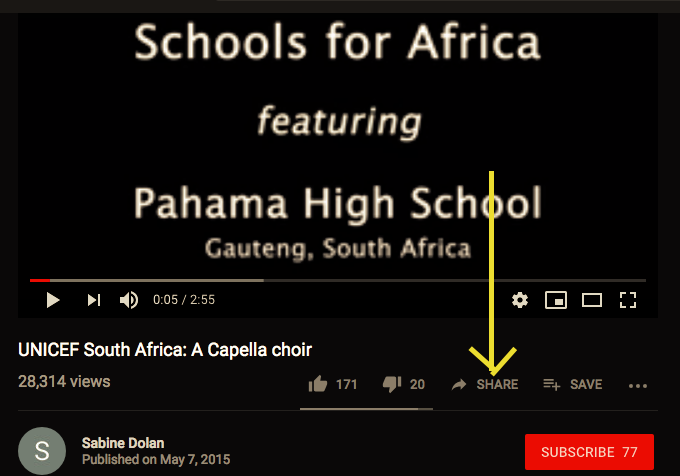 Schools for Africa
featuring
Pahama High School
Gauteng, South Africa
0:05 / 2:55
UNICEF South Africa: A Capella choir
28,314 views
171 20 SHARE SAVE
S
Sabine Dolan
Published on May 7, 2015
SUBSCRIBE 77